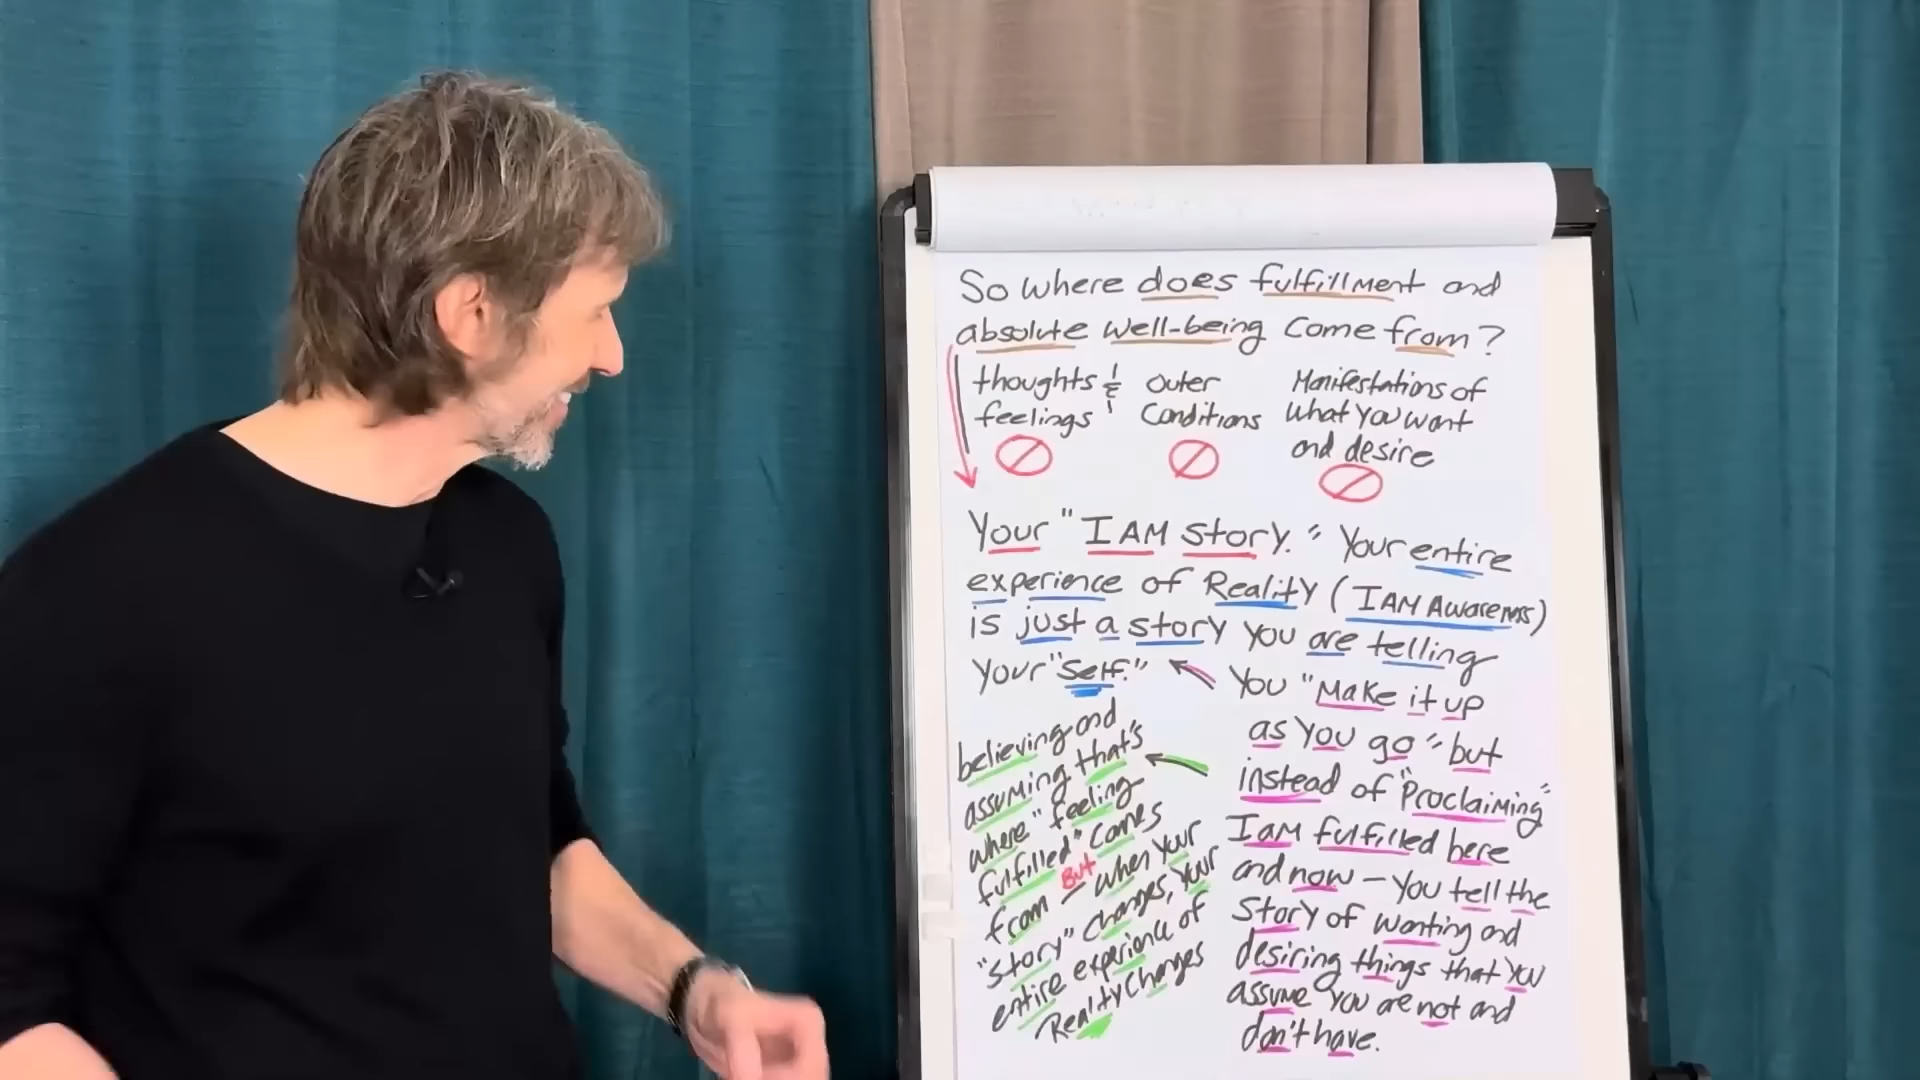 So where does fulfillment and
absolute well-being come from?
thoughts &
feelings
outer
Conditions
Manifestations of
what you want
and desire
Your "I AM Story." Your entire
experience of Reality (I AM Awareness)
is just a story you are telling
Your "Self."
You "Make it up
as you go" but
instead of "Proclaiming"
I am fulfilled here
and now — You tell the
Story of wanting and
desiring things that you
assume you are not and
don't have.
believing and
assuming that's
where "feeling
fulfilled" comes
from — But when Your
"story" changes, Your
entire experience of
Reality Changes